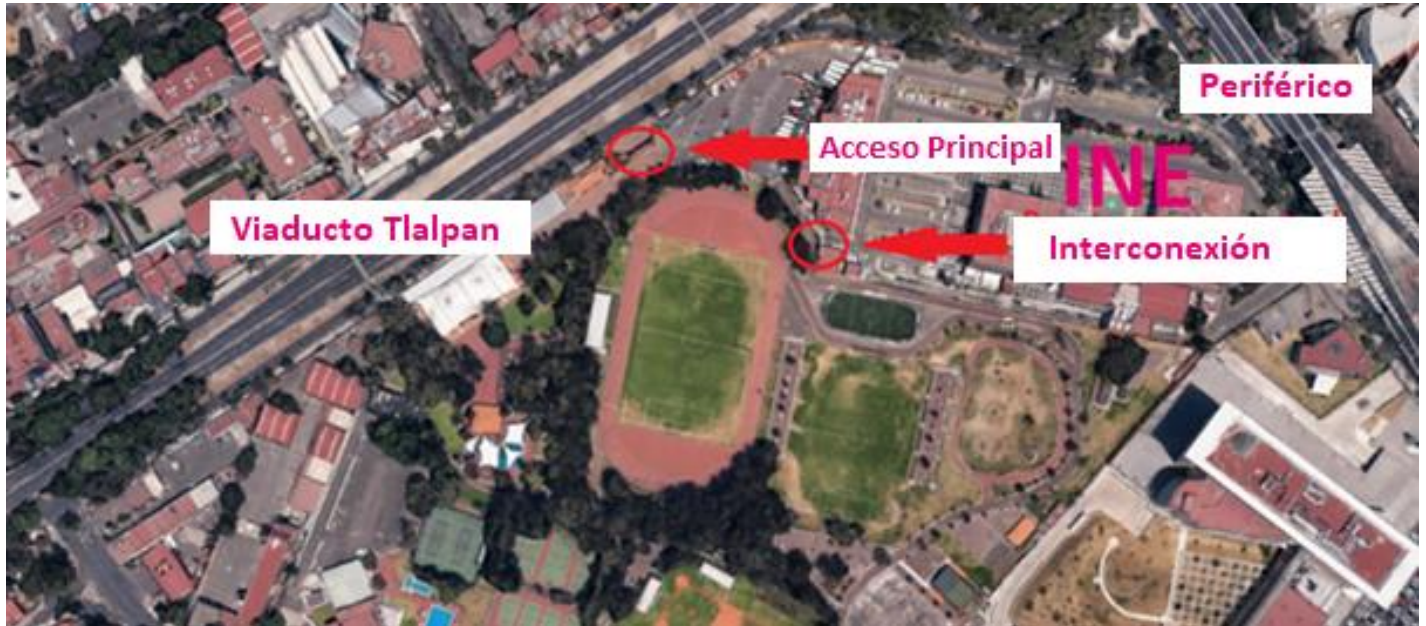 Periférico
Acceso Principal
INE
Viaducto Tlalpan
Interconexión